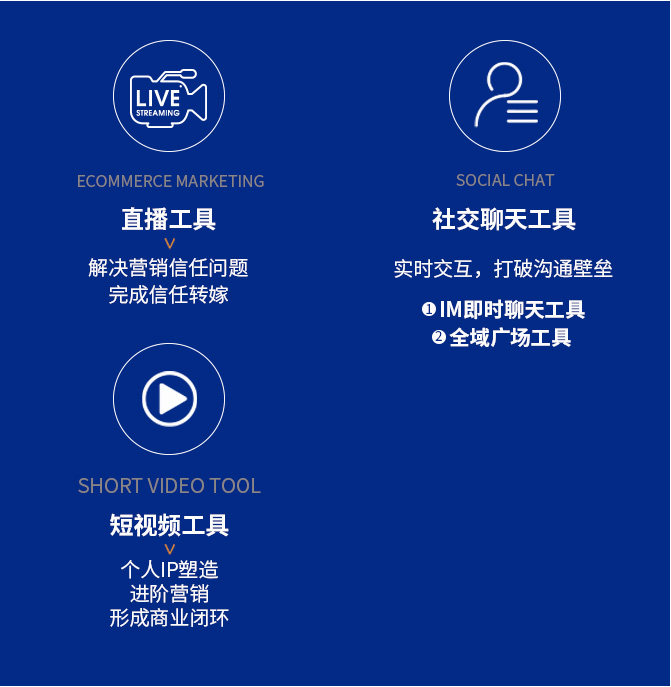 LIVE
STREAMING
ECOMMERCE MARKETING
直播工具
解决营销信任问题
完成信任转嫁
SOCIAL CHAT
社交聊天工具
实时交互，打破沟通壁垒
❶IM即时聊天工具
❷全域广场工具
SHORT VIDEO TOOL
短视频工具
个人IP塑造
进阶营销
形成商业闭环